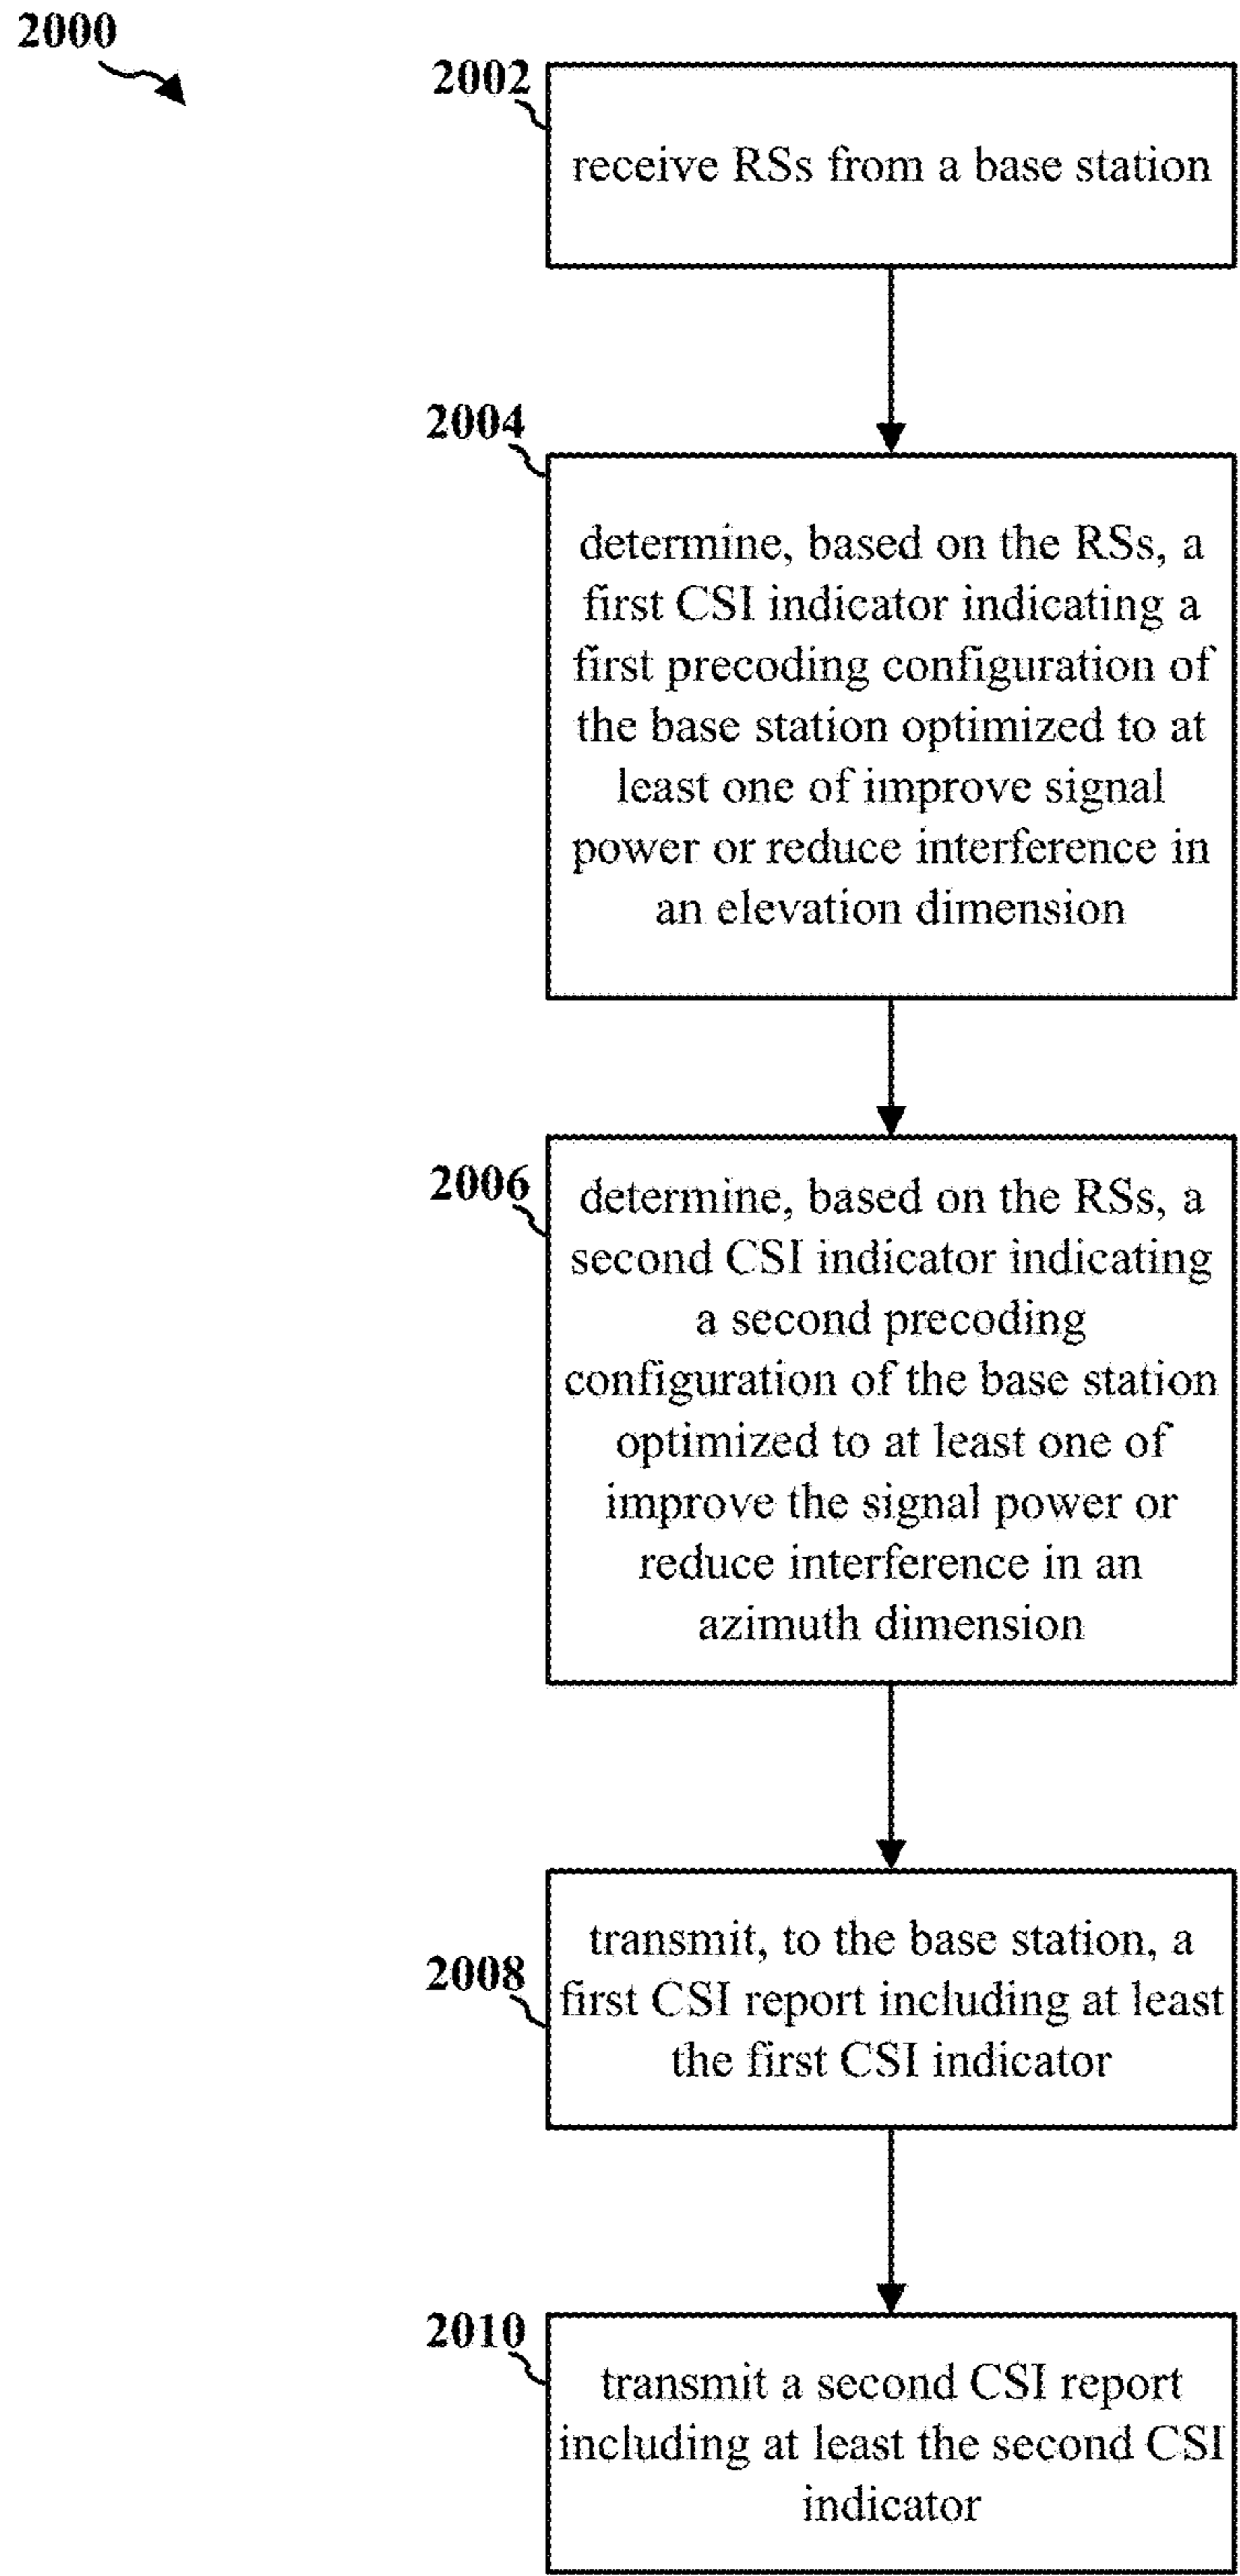 2000
2002
receive RSs from a base station
2004
determine, based on the RSs, a
first CSI indicator indicating a
first precoding configuration of
the base station optimized to at
least one of improve signal
power or reduce interference in
an elevation dimension
2006
determine, based on the RSs, a
second CSI indicator indicating
a second precoding
configuration of the base station
optimized to at least one of
improve the signal power or
reduce interference in an
azimuth dimension
2008
transmit, to the base station, a
first CSI report including at least
the first CSI indicator
2010
transmit a second CSI report
including at least the second CSI
indicator